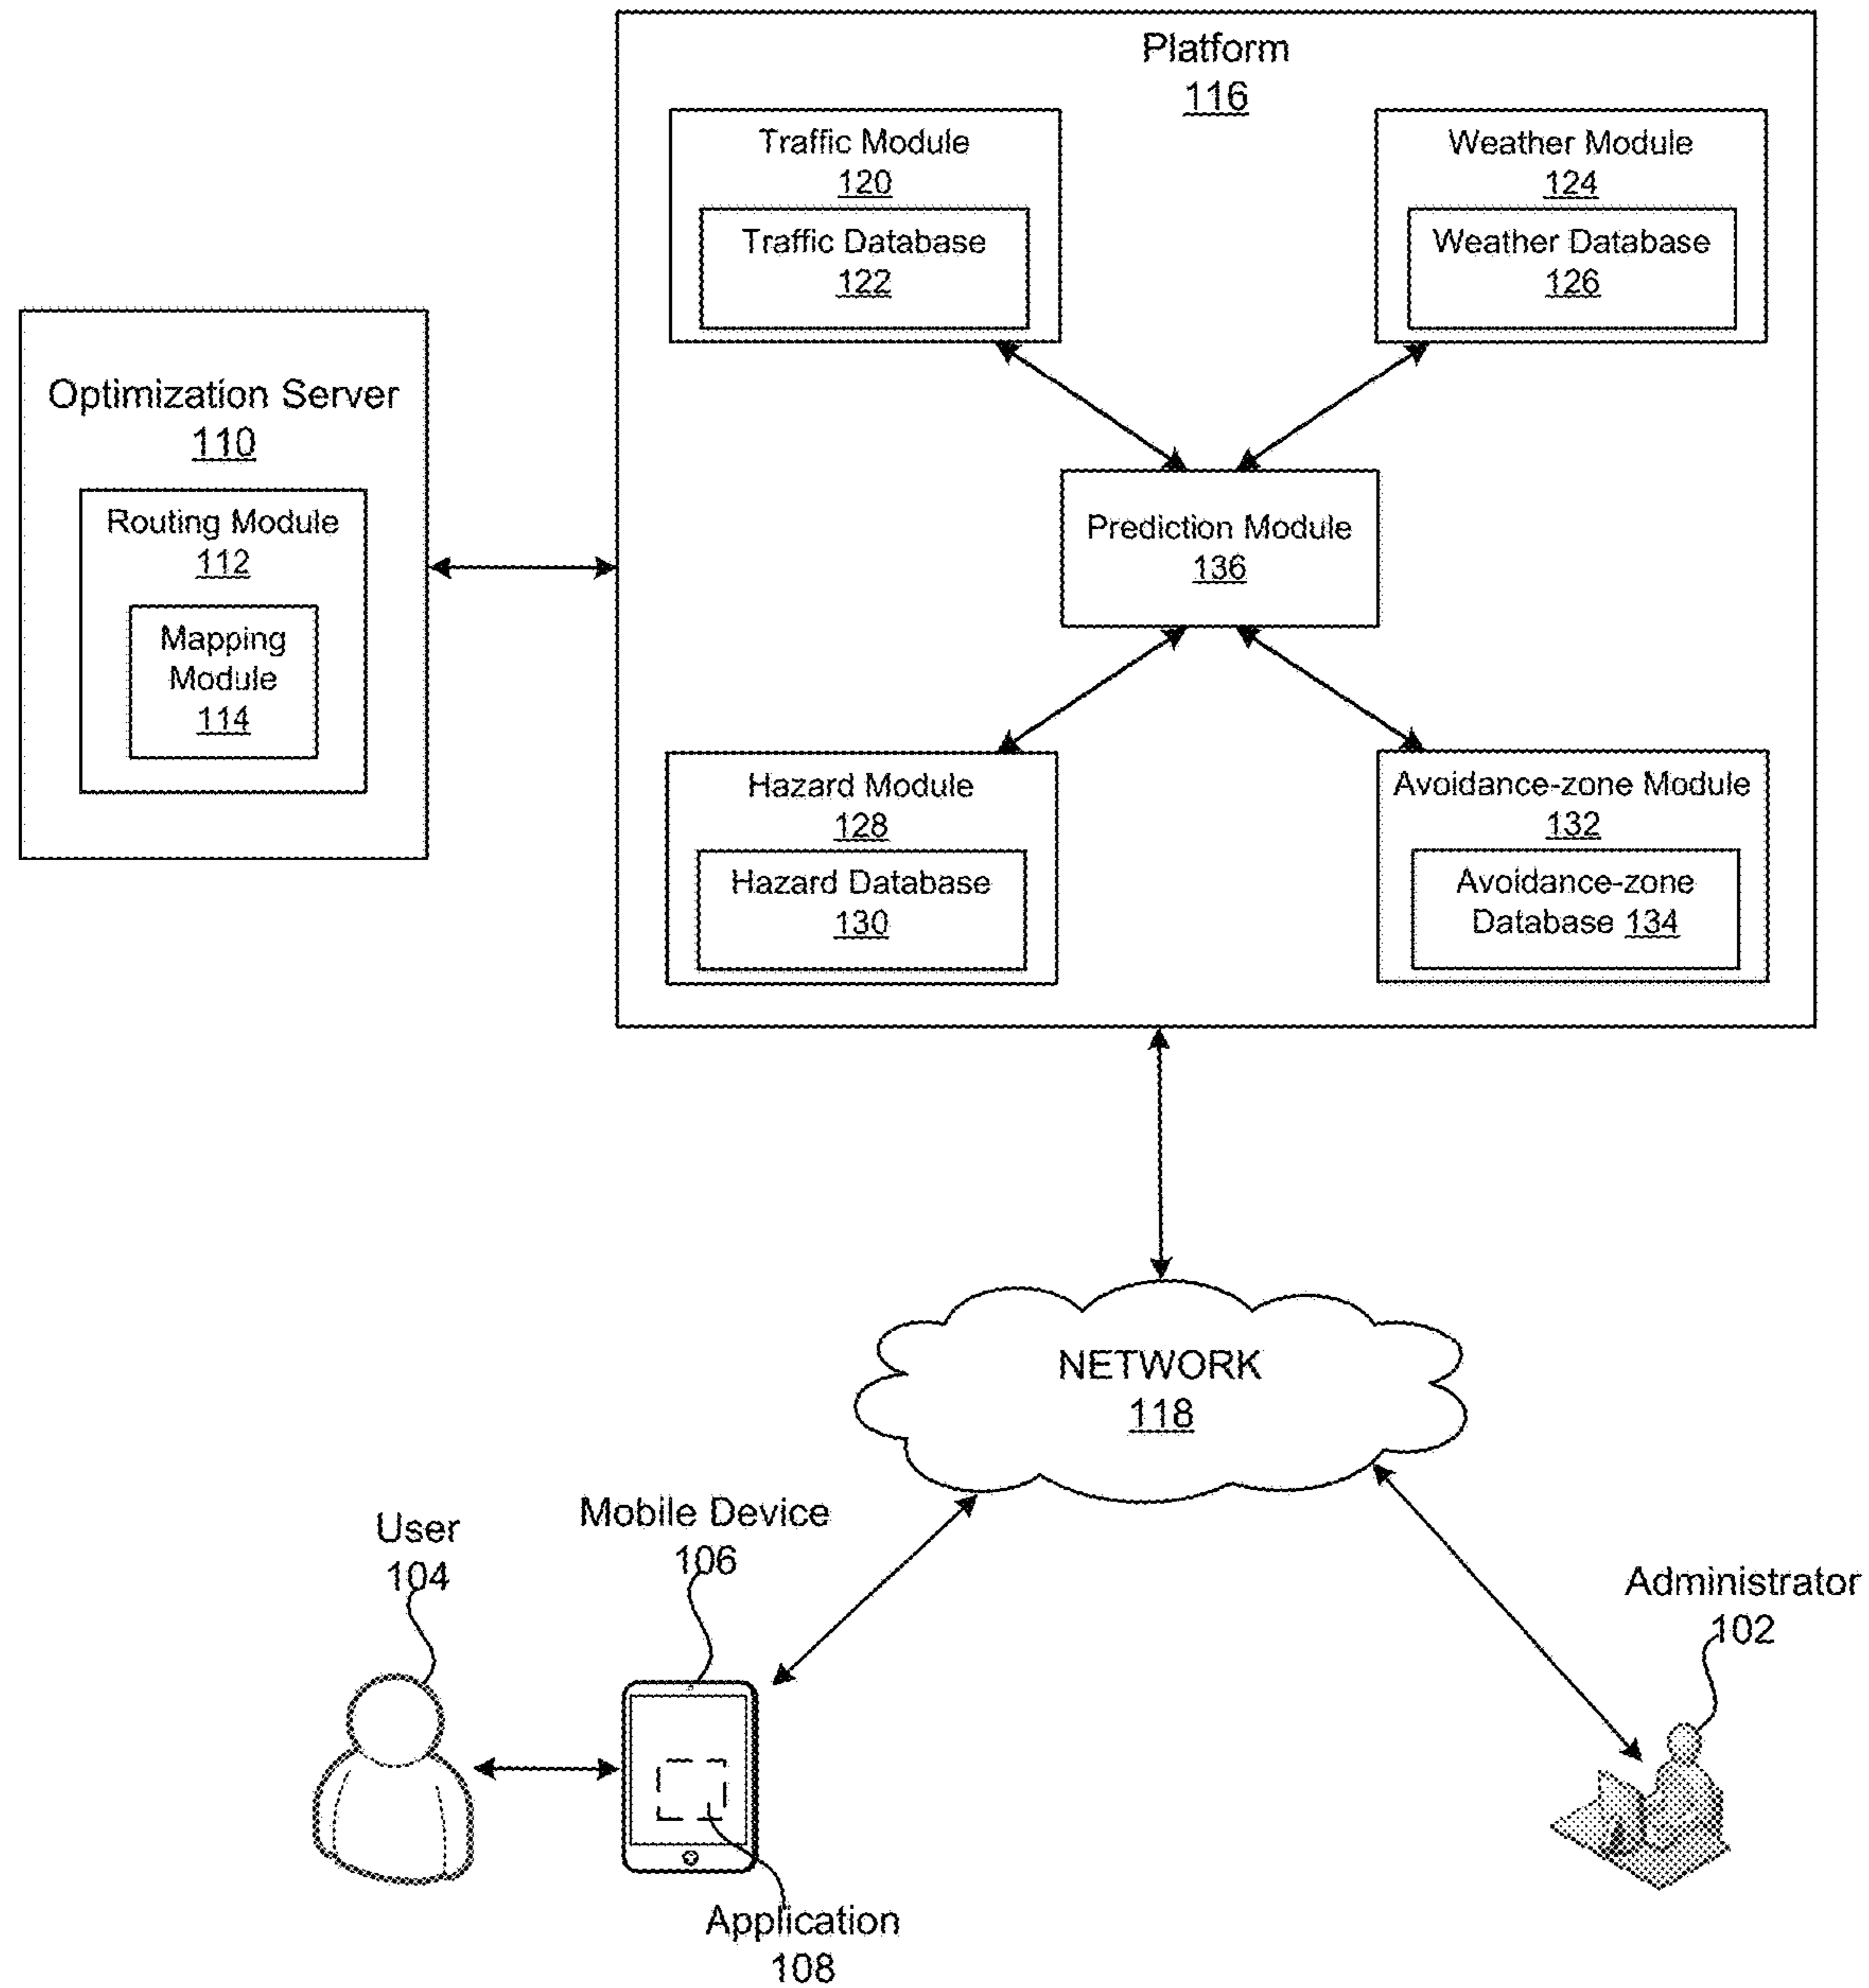 Platform
116
Traffic Module
120
Traffic Database
122
Weather Module
124
Weather Database
126
Optimization Server
110
Routing Module
112
Mapping
Module
114
Prediction Module
136
Hazard Module
128
Hazard Database
130
Avoidance-zone Module
132
Avoidance-zone
Database 134
NETWORK
118
User
104
Mobile Device
106
Administrator
102
Application
108